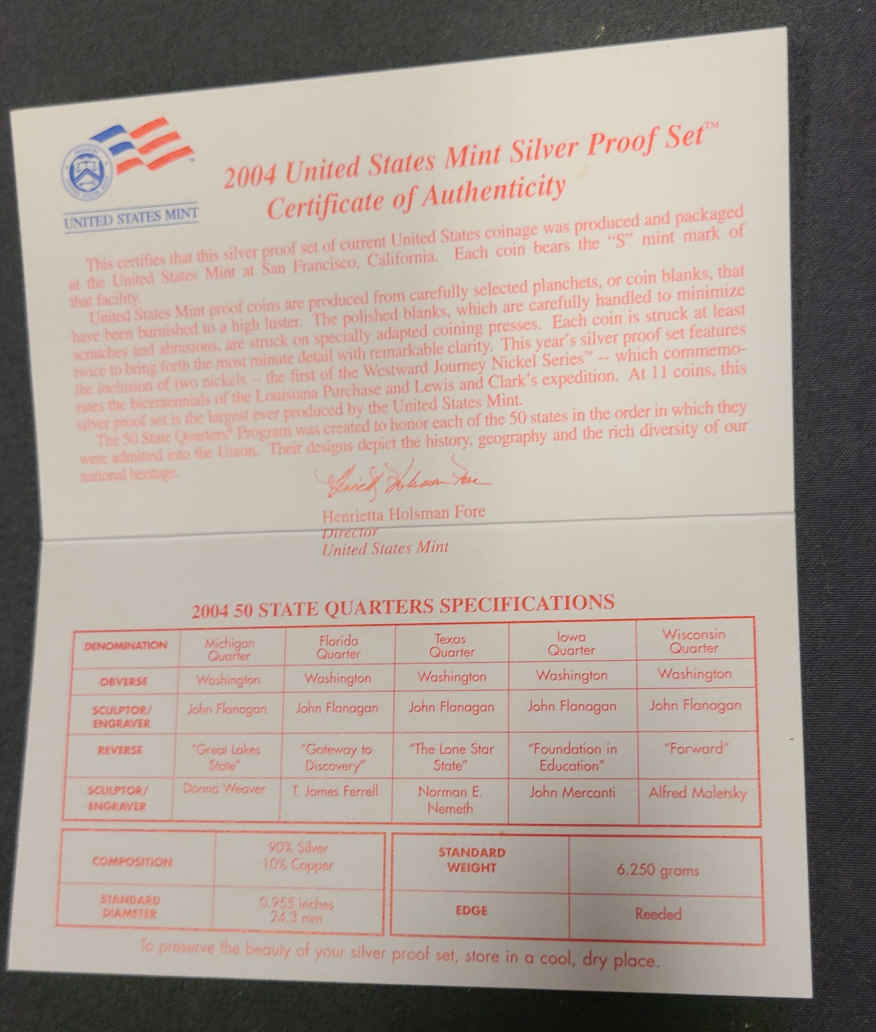 UNITED STATES MINT
2004 United States Mint Silver Proof Set™
Certificate of Authenticity
This certifies that this silver proof set of current United States coinage was produced and packaged
at the United States Mint at San Francisco, California. Each coin bears the "S" mint mark of
that facility.
United States Mint proof coins are produced from carefully selected planchets, or coin blanks, that
have been burnished to a high luster. The polished blanks, which are carefully handled to minimize
scratches and abrasions, are struck on specially adapted coining presses. Each coin is struck at least
twice to bring forth the most minute detail with remarkable clarity. This year's silver proof set features
the inclusion of two nickels -- the first of the Westward Journey Nickel Series™ -- which commemo-
rates the bicentennials of the Louisiana Purchase and Lewis and Clark's expedition. At 11 coins, this
silver proof set is the largest ever produced by the United States Mint.
The 50 State Quarters® Program was created to honor each of the 50 states in the order in which they
were admitted into the Union. Their designs depict the history, geography and the rich diversity of our
national heritage.
Henrietta Holsman Fore
Henrietta Holsman Fore
Director
United States Mint
2004 50 STATE QUARTERS SPECIFICATIONS
DENOMINATION Michigan Quarter Florida Quarter Texas Quarter Iowa Quarter Wisconsin Quarter
OBVERSE Washington Washington Washington Washington Washington
SCULPTOR/ENGRAVER John Flanagan John Flanagan John Flanagan John Flanagan John Flanagan
REVERSE "Great Lakes State" "Gateway to Discovery" "The Lone Star State" "Foundation in Education" "Forward"
SCULPTOR/ENGRAVER Donna Weaver T. James Ferrell Norman E. Nemeth John Mercanti Alfred Maletsky
COMPOSITION 90% Silver 10% Copper
STANDARD WEIGHT 6.250 grams
STANDARD DIAMETER 0.955 inches 24.3 mm
EDGE Reeded
To preserve the beauty of your silver proof set, store in a cool, dry place.